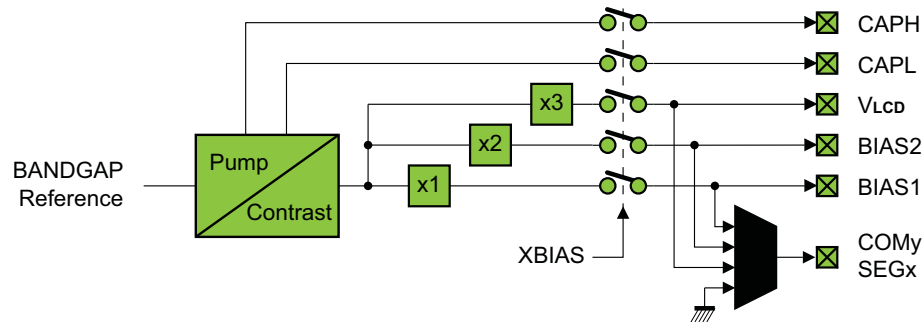 CAPH
CAPL
x3
VLCD
x2
BIAS2
Pump
BANDGAP
Reference
x1
BIAS1
Contrast
XBIAS
COMy
SEGx